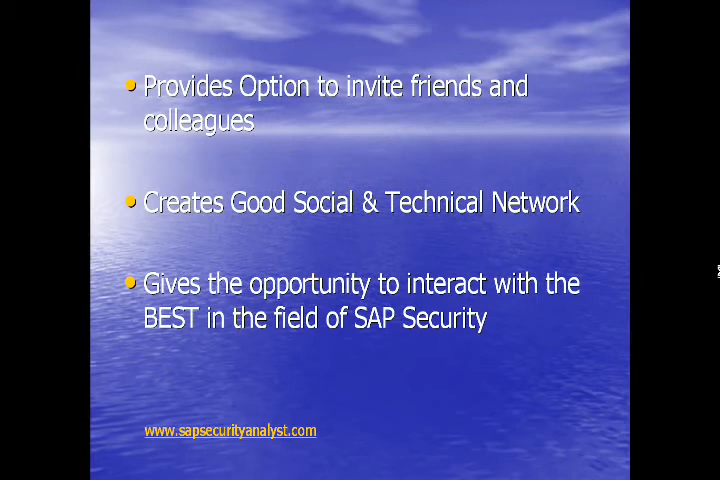 • Provides Option to invite friends and
colleagues
• Creates Good Social & Technical Network
• Gives the opportunity to interact with the
BEST in the field of SAP Security
www.sapsecurityanalyst.com